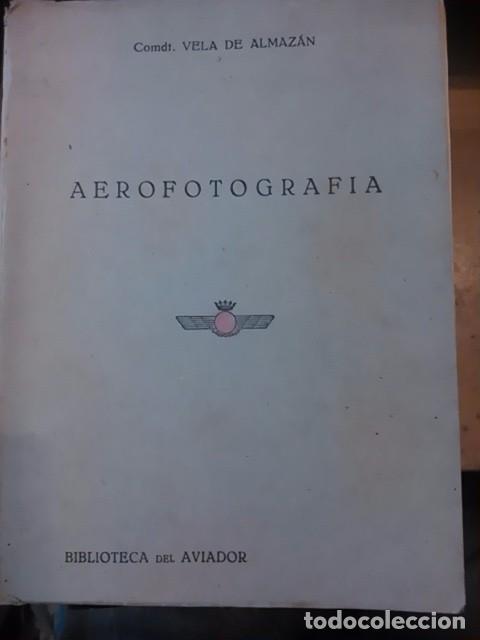 Comdt. VELA DE ALMAZÁN
AEROFOTOGRAFIA
BIBLIOTECA DEL AVIADOR
todocoleccion